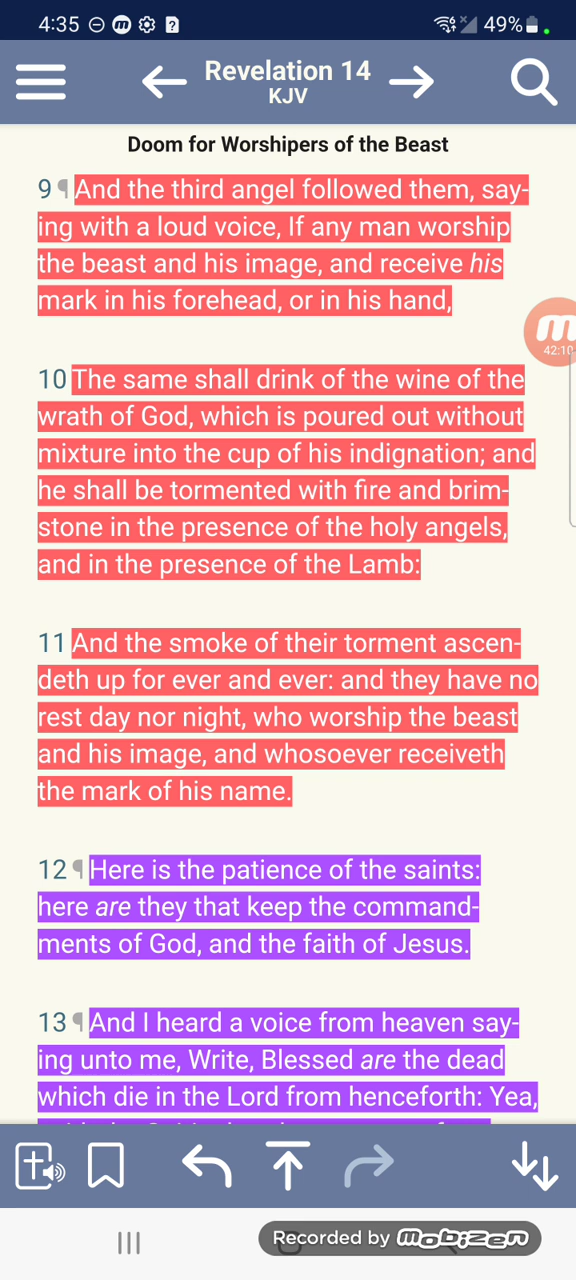 4:35
49%
Revelation 14
KJV
Doom for Worshipers of the Beast
9 ¶ And the third angel followed them, say-
ing with a loud voice, If any man worship
the beast and his image, and receive his
mark in his forehead, or in his hand,
42:10
10 The same shall drink of the wine of the
wrath of God, which is poured out without
mixture into the cup of his indignation; and
he shall be tormented with fire and brim-
stone in the presence of the holy angels,
and in the presence of the Lamb:
11 And the smoke of their torment ascen-
deth up for ever and ever: and they have no
rest day nor night, who worship the beast
and his image, and whosoever receiveth
the mark of his name.
12 ¶ Here is the patience of the saints:
here are they that keep the command-
ments of God, and the faith of Jesus.
13 ¶ And I heard a voice from heaven say-
ing unto me, Write, Blessed are the dead
which die in the Lord from henceforth: Yea,
Recorded by Mobizen